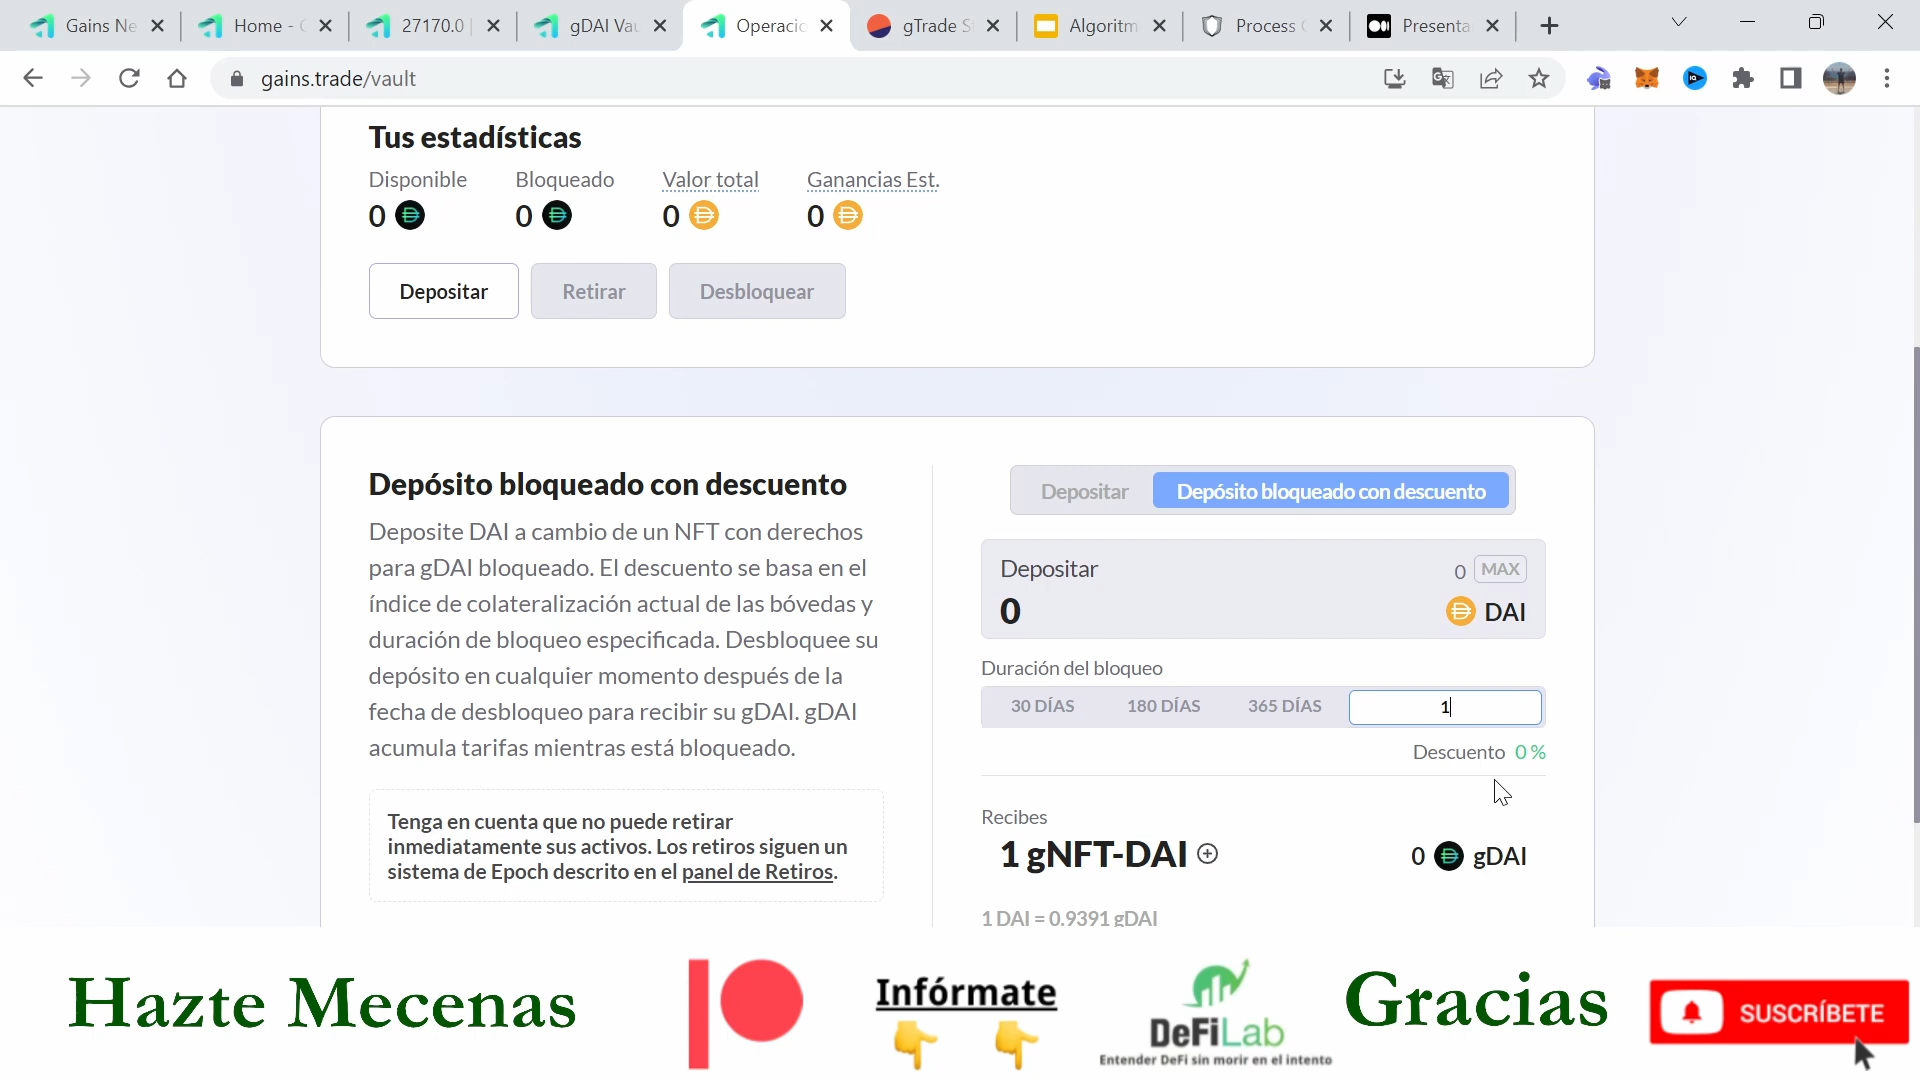 Gains Ne
Home -
27170.0
gDAI Vau
Operacio
gTrade S
Algoritm
Process
Presenta
gains.trade/vault
Tus estadísticas
Disponible
Bloqueado
Valor total
Ganancias Est.
0
0
0
0
Depositar
Retirar
Desbloquear
Depósito bloqueado con descuento
Deposite DAI a cambio de un NFT con derechos
para gDAI bloqueado. El descuento se basa en el
índice de colateralización actual de las bóvedas y
duración de bloqueo especificada. Desbloquee su
depósito en cualquier momento después de la
fecha de desbloqueo para recibir su gDAI. gDAI
acumula tarifas mientras está bloqueado.
Tenga en cuenta que no puede retirar
inmediatamente sus activos. Los retiros siguen un
sistema de Epoch descrito en el panel de Retiros.
Depositar
Depósito bloqueado con descuento
Depositar
0 MAX
0
DAI
Duración del bloqueo
30 DÍAS
180 DÍAS
365 DÍAS
1
Descuento 0 %
Recibes
1 gNFT-DAI
0 gDAI
1 DAI = 0.9391 gDAI
Hazte Mecenas
Infórmate
DeFiLab
Entender DeFi sin morir en el intento
Gracias
SUSCRÍBETE